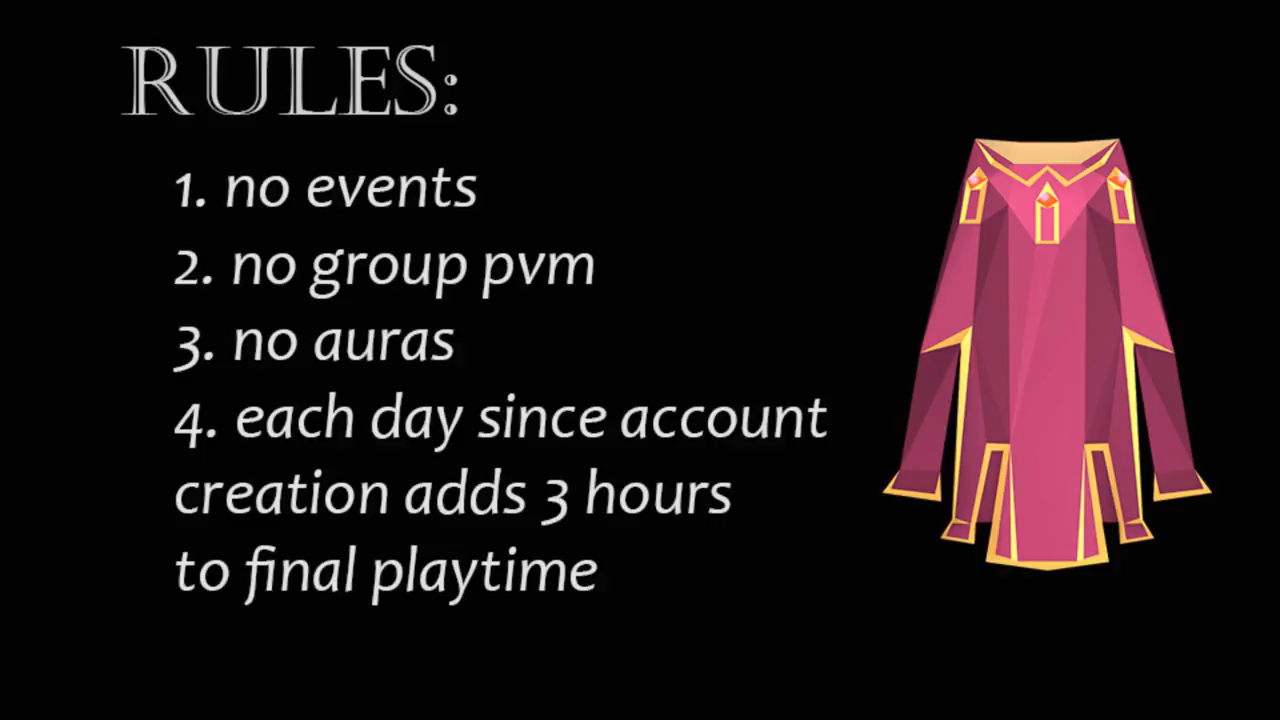 RULES:
1. no events
2. no group pvm
3. no auras
4. each day since account
creation adds 3 hours
to final playtime